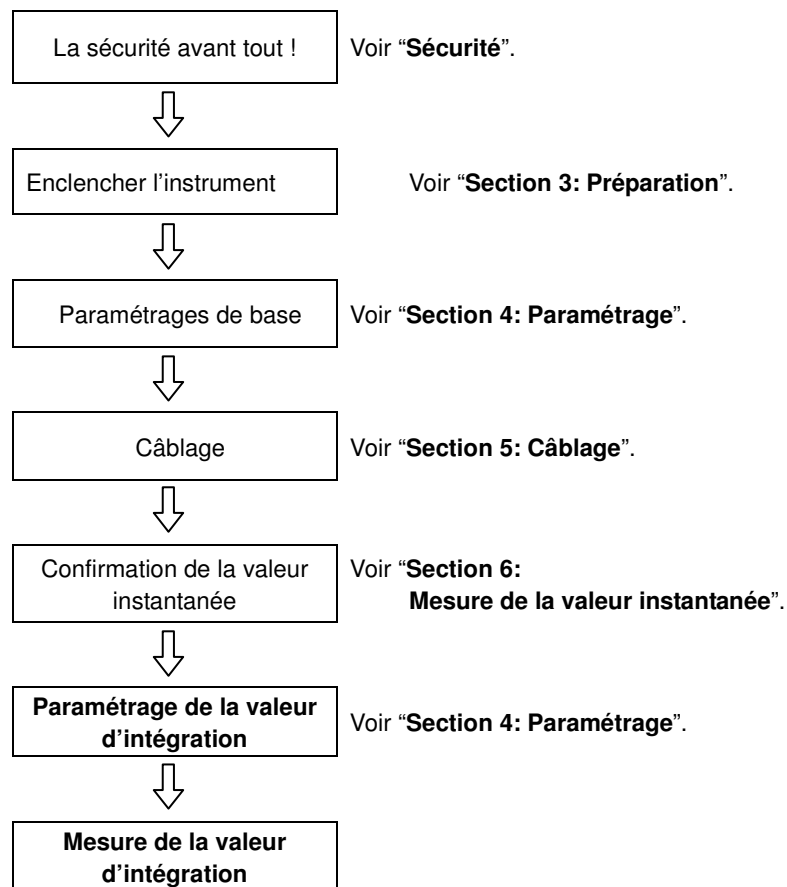 La sécurité avant tout ! Voir “Sécurité”.
Enclencher l’instrument Voir “Section 3: Préparation”.
Paramétrages de base Voir “Section 4: Paramétrage”.
Câblage Voir “Section 5: Câblage”.
Confirmation de la valeur
instantanée
Voir “Section 6:
Mesure de la valeur instantanée”.
Paramétrage de la valeur
d’intégration
Voir “Section 4: Paramétrage”.
Mesure de la valeur
d’intégration